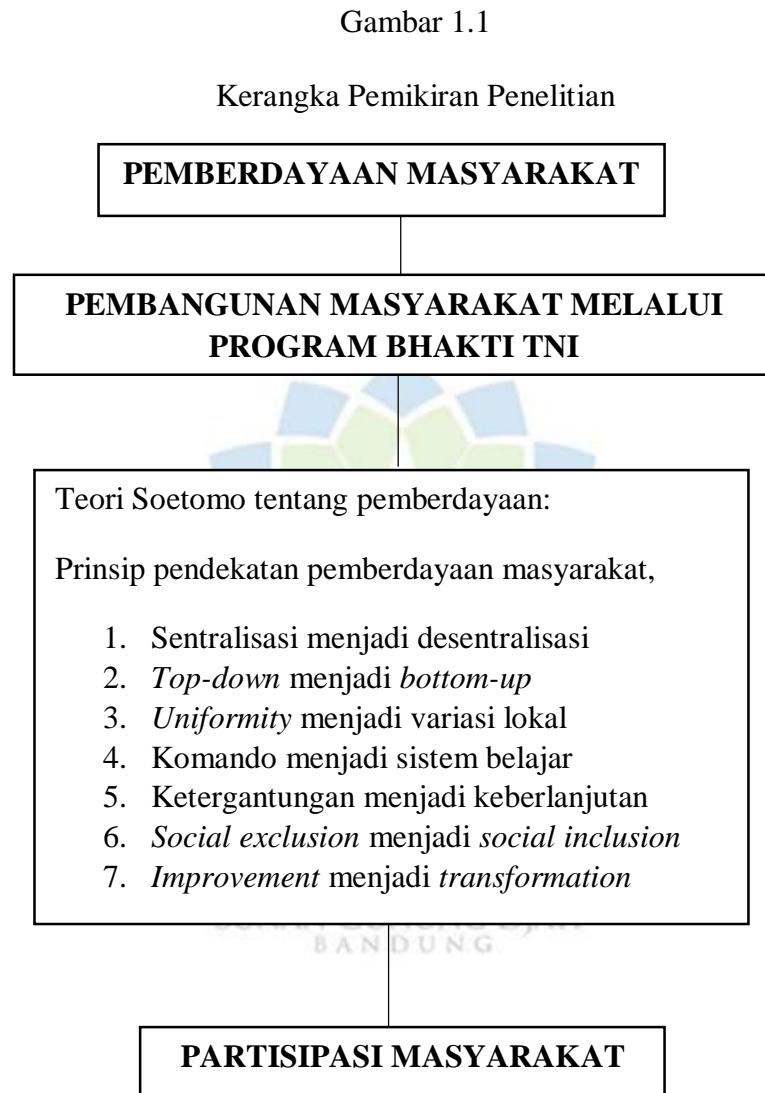 Gambar 1.1
Kerangka Pemikiran Penelitian
PEMBERDAYAAN MASYARAKAT
PEMBANGUNAN MASYARAKAT MELALUI
PROGRAM BHAKTI TNI
Teori Soetomo tentang pemberdayaan:
Prinsip pendekatan pemberdayaan masyarakat,
1. Sentralisasi menjadi desentralisasi
2. Top-down menjadi bottom-up
3. Uniformity menjadi variasi lokal
4. Komando menjadi sistem belajar
5. Ketergantungan menjadi keberlanjutan
6. Social exclusion menjadi social inclusion
7. Improvement menjadi transformation
BANDUNG
PARTISIPASI MASYARAKAT